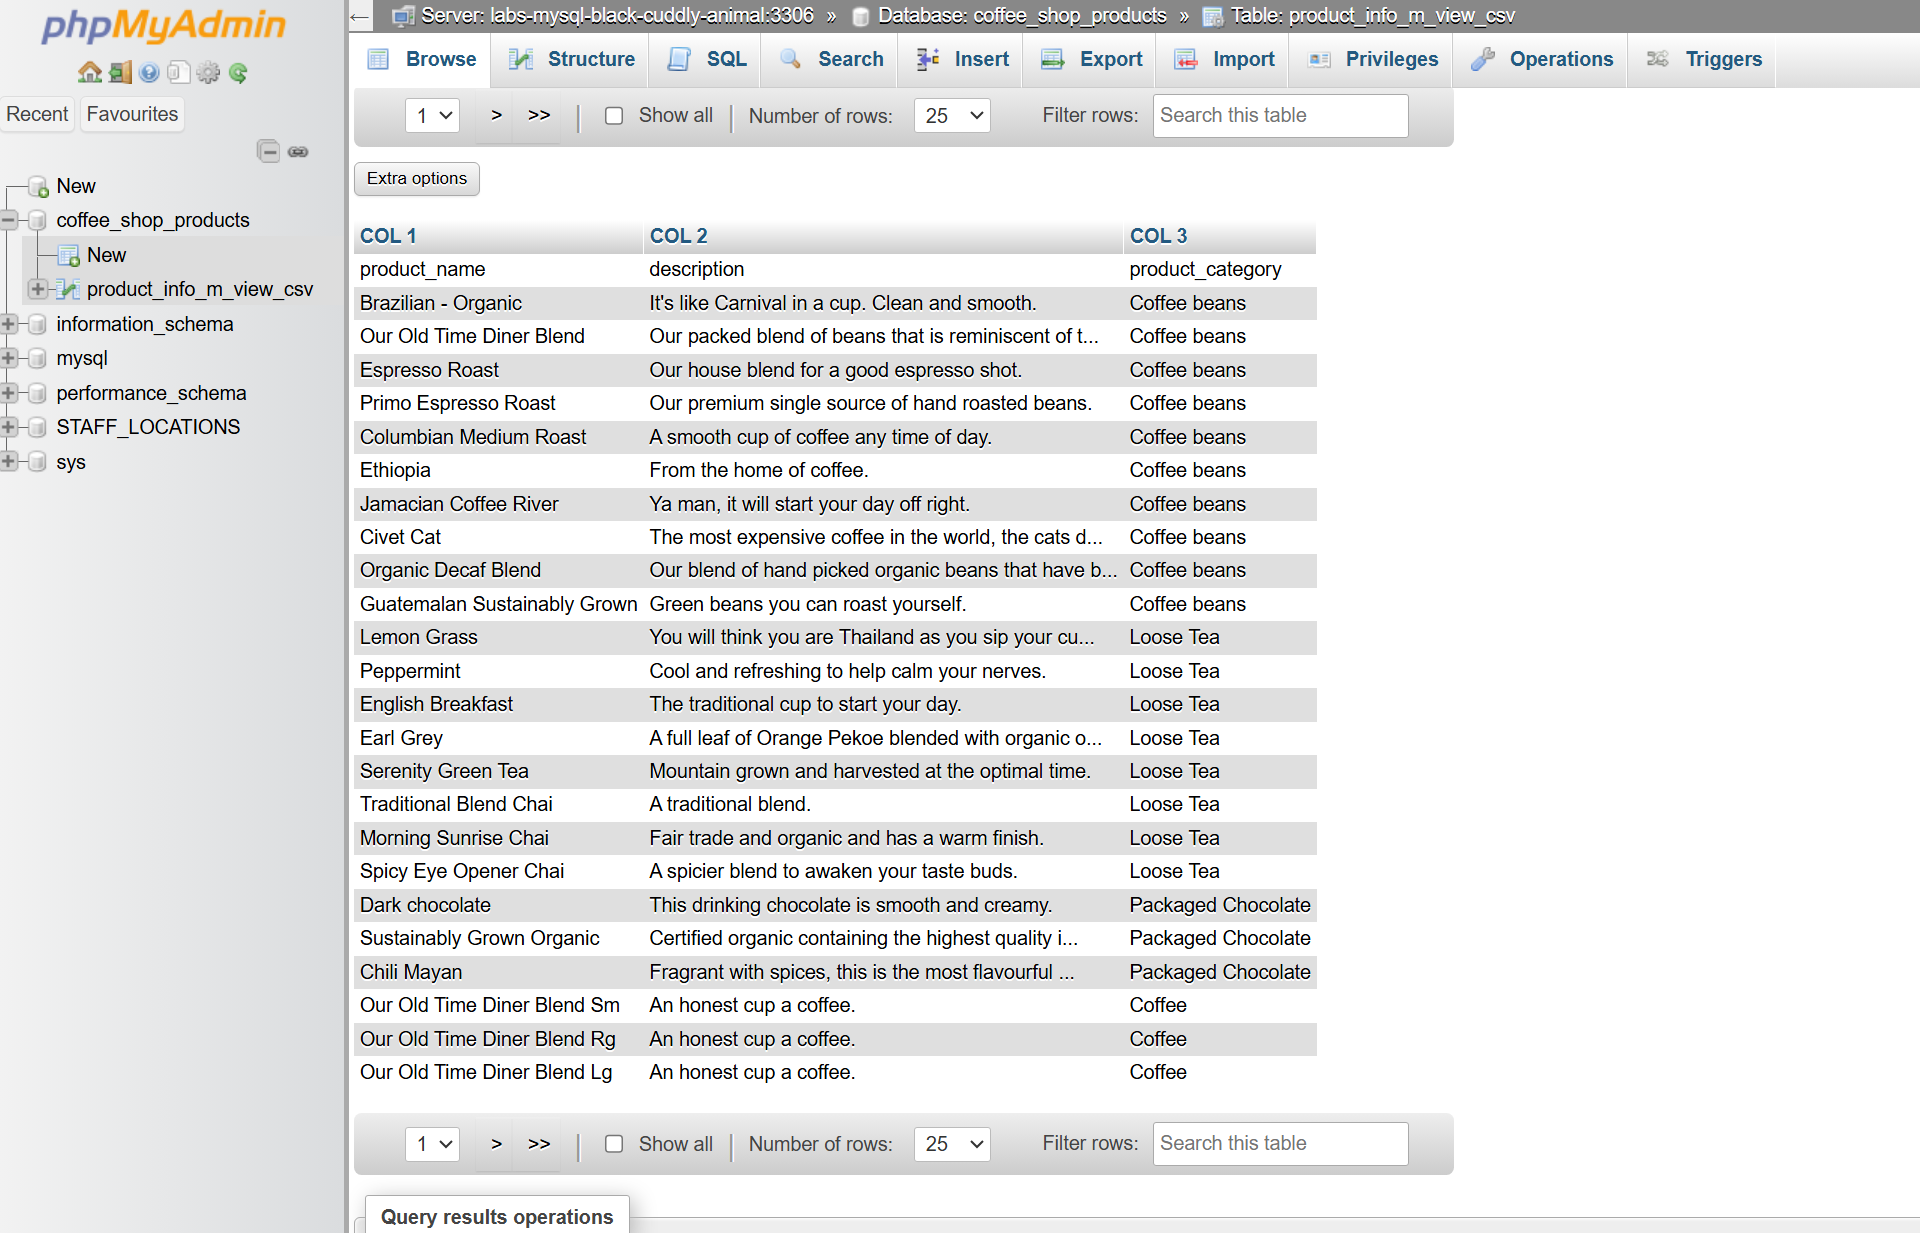 phpMyAdmin
Recent Favourites
New
coffee_shop_products
New
product_info_m_view_csv
information_schema
mysql
performance_schema
STAFF_LOCATIONS
sys
← Server: labs-mysql-black-cuddly-animal:3306 » Database: coffee_shop_products » Table: product_info_m_view_csv
Browse Structure SQL Search Insert Export Import Privileges Operations Triggers
1 > >> Show all Number of rows: 25 Filter rows: Search this table
Extra options
COL 1 COL 2 COL 3
product_name description product_category
Brazilian - Organic It's like Carnival in a cup. Clean and smooth. Coffee beans
Our Old Time Diner Blend Our packed blend of beans that is reminiscent of t... Coffee beans
Espresso Roast Our house blend for a good espresso shot. Coffee beans
Primo Espresso Roast Our premium single source of hand roasted beans. Coffee beans
Columbian Medium Roast A smooth cup of coffee any time of day. Coffee beans
Ethiopia From the home of coffee. Coffee beans
Jamacian Coffee River Ya man, it will start your day off right. Coffee beans
Civet Cat The most expensive coffee in the world, the cats d... Coffee beans
Organic Decaf Blend Our blend of hand picked organic beans that have b... Coffee beans
Guatemalan Sustainably Grown Green beans you can roast yourself. Coffee beans
Lemon Grass You will think you are Thailand as you sip your cu... Loose Tea
Peppermint Cool and refreshing to help calm your nerves. Loose Tea
English Breakfast The traditional cup to start your day. Loose Tea
Earl Grey A full leaf of Orange Pekoe blended with organic o... Loose Tea
Serenity Green Tea Mountain grown and harvested at the optimal time. Loose Tea
Traditional Blend Chai A traditional blend. Loose Tea
Morning Sunrise Chai Fair trade and organic and has a warm finish. Loose Tea
Spicy Eye Opener Chai A spicier blend to awaken your taste buds. Loose Tea
Dark chocolate This drinking chocolate is smooth and creamy. Packaged Chocolate
Sustainably Grown Organic Certified organic containing the highest quality i... Packaged Chocolate
Chili Mayan Fragrant with spices, this is the most flavourful ... Packaged Chocolate
Our Old Time Diner Blend Sm An honest cup a coffee. Coffee
Our Old Time Diner Blend Rg An honest cup a coffee. Coffee
Our Old Time Diner Blend Lg An honest cup a coffee. Coffee
1 > >> Show all Number of rows: 25 Filter rows: Search this table
Query results operations